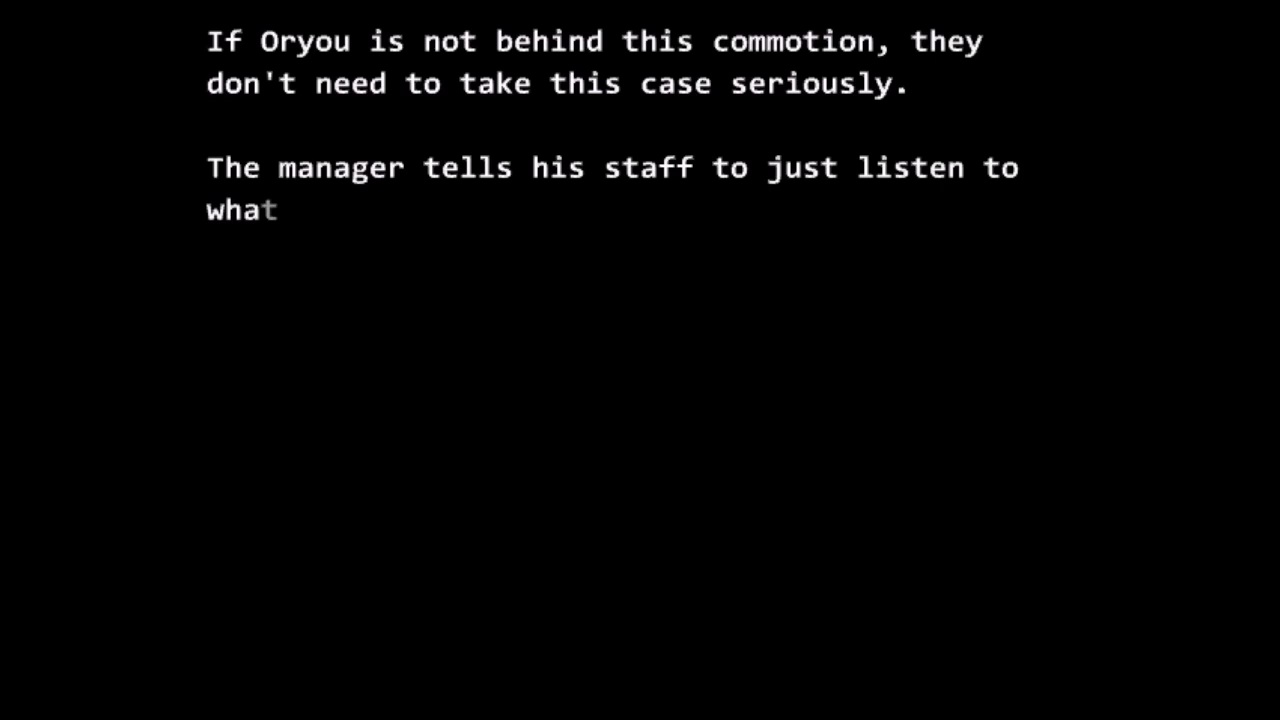 If Oryou is not behind this commotion, they
don't need to take this case seriously.
The manager tells his staff to just listen to
what